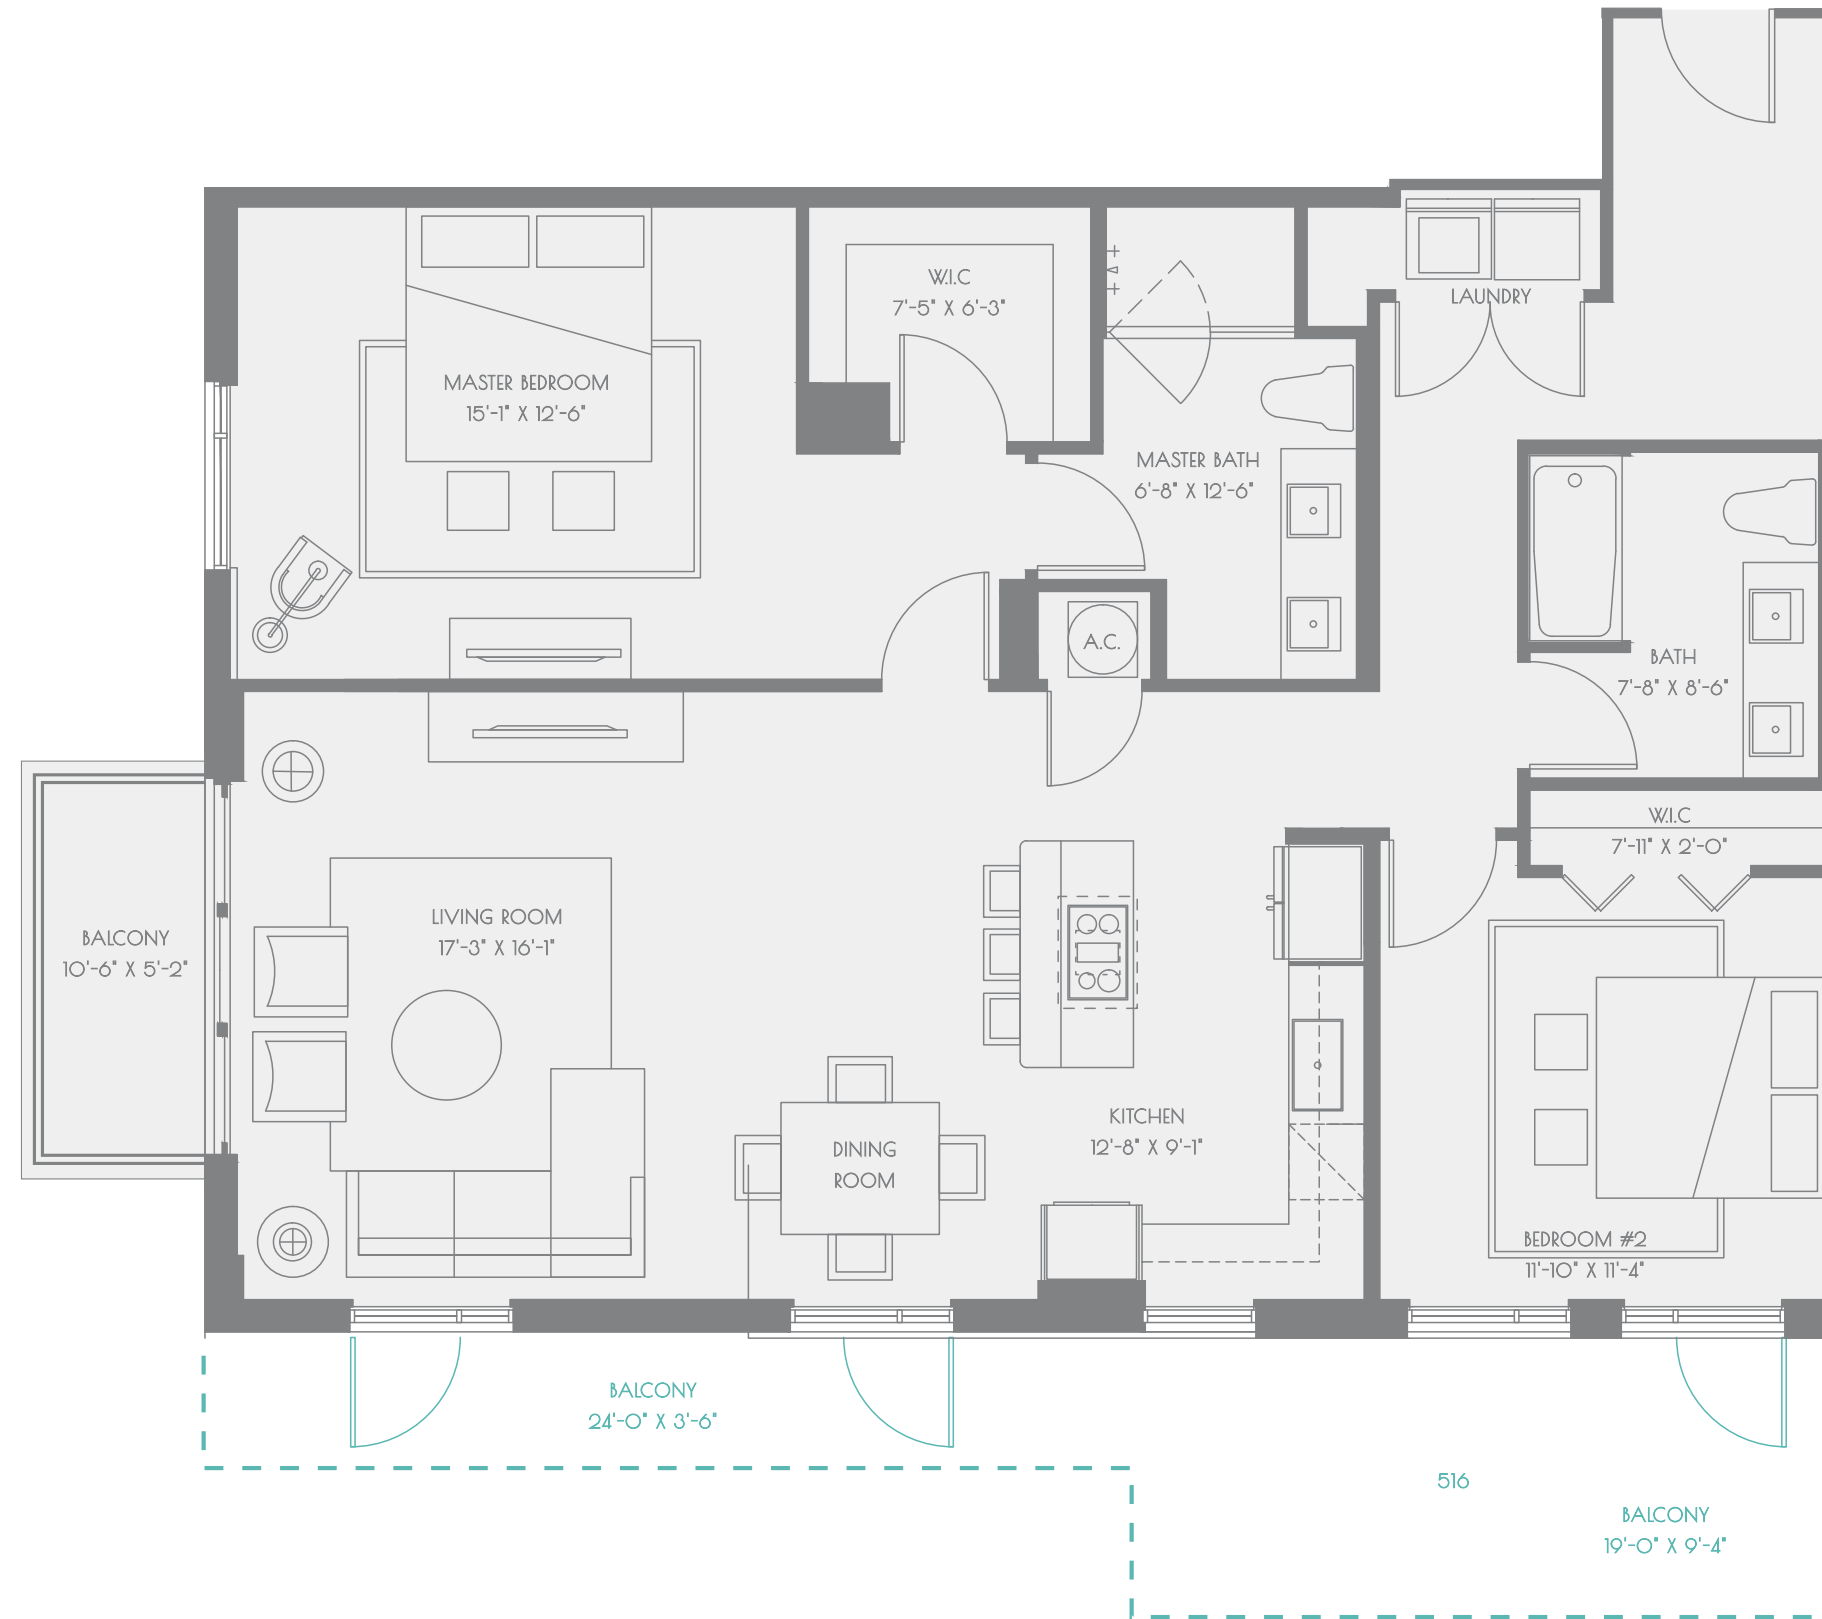 W.I.C
7'-5" X 6'-3"
LAUNDRY
MASTER BEDROOM
15'-1" X 12'-6"
MASTER BATH
6'-8" X 12'-6"
A.C.
BATH
7'-8" X 8'-6"
W.I.C
7'-11" X 2'-0"
LIVING ROOM
17'-3" X 16'-1"
BALCONY
10'-6" X 5'-2"
KITCHEN
12'-8" X 9'-1"
DINING
ROOM
BEDROOM #2
11'-10" X 11'-4"
BALCONY
24'-0" X 3'-6"
516
BALCONY
19'-0" X 9'-4"